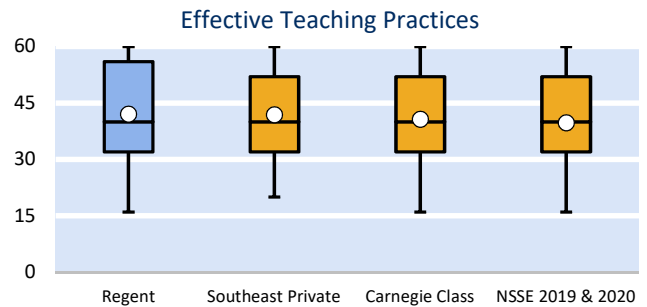 Effective Teaching Practices
60
45
30
15
0
Regent Southeast Private Carnegie Class NSSE 2019 & 2020